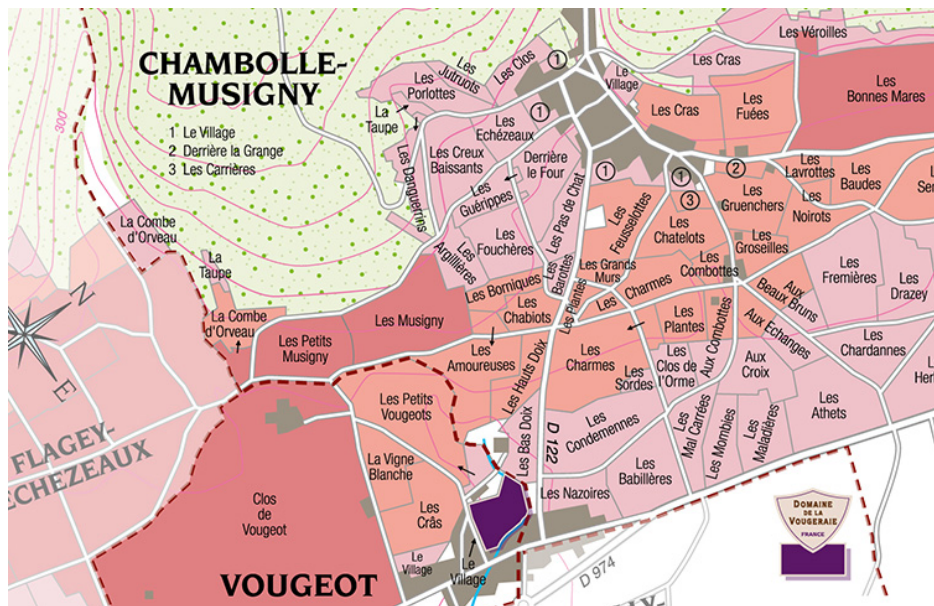 CHAMBOLLE-
MUSIGNY
1 Le Village
2 Derrière la Grange
3 Les Carrières
300
Les Véroilles
Les Cras
Les
Bonnes Mares
Le
Village
Les Cras
Les
Fuées
1
Les Clos
Les
Jutruots
Les
Porlottes
La
Taupe
Les
Echézeaux
1
Les Danguerrins
Les Creux
Baissants
Derrière
le Four
Les
Guérippes
Les Pas de Chat
1
1
2
3
Les
Lavrottes
Les
Baudes
Les
Gruenchers
Les
Noirots
Les
Feusselottes
Les
Chatelots
Les
Groseilles
La Combe
d'Orveau
La
Taupe
Les
Argillières
Les
Fouchères
Les
Barottes
Les Grands
Murs
Les
Combottes
Les
Fremières
Les
Drazey
Aux
Beaux Bruns
Les Borniques
Les
Chabiots
Les Plantes
Les Charmes
Les
Plantes
Aux Combottes
Aux Echanges
Les
Chardannes
La Combe
d'Orveau
Les Petits
Musigny
Les Musigny
Les
Amoureuses
Les Hauts Doix
Les
Charmes
Les
Sordes
Les
Clos de
l'Orme
Aux
Croix
Les
Athets
N
E
FLAGEY-
ECHEZEAUX
Les Petits
Vougeots
Les Bas Doix
D 122
Les
Condemennes
Les
Mal Carrées
Les Mombies
Les
Maladières
La Vigne
Blanche
Les
Babillères
Les Nazoires
Clos
de
Vougeot
Les
Crâs
Le
Village
Le
Village
VOUGEOT
D 974
DOMAINE
DE LA
VOUGERAIE
FRANCE